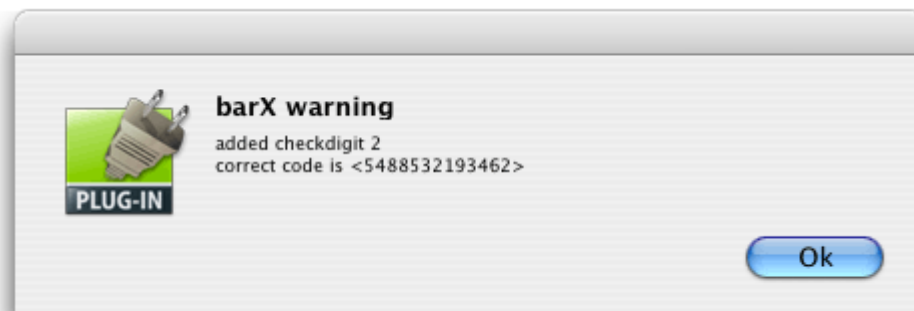 barX warning
added checkdigit 2
correct code is <5488532193462>
PLUG-IN
Ok